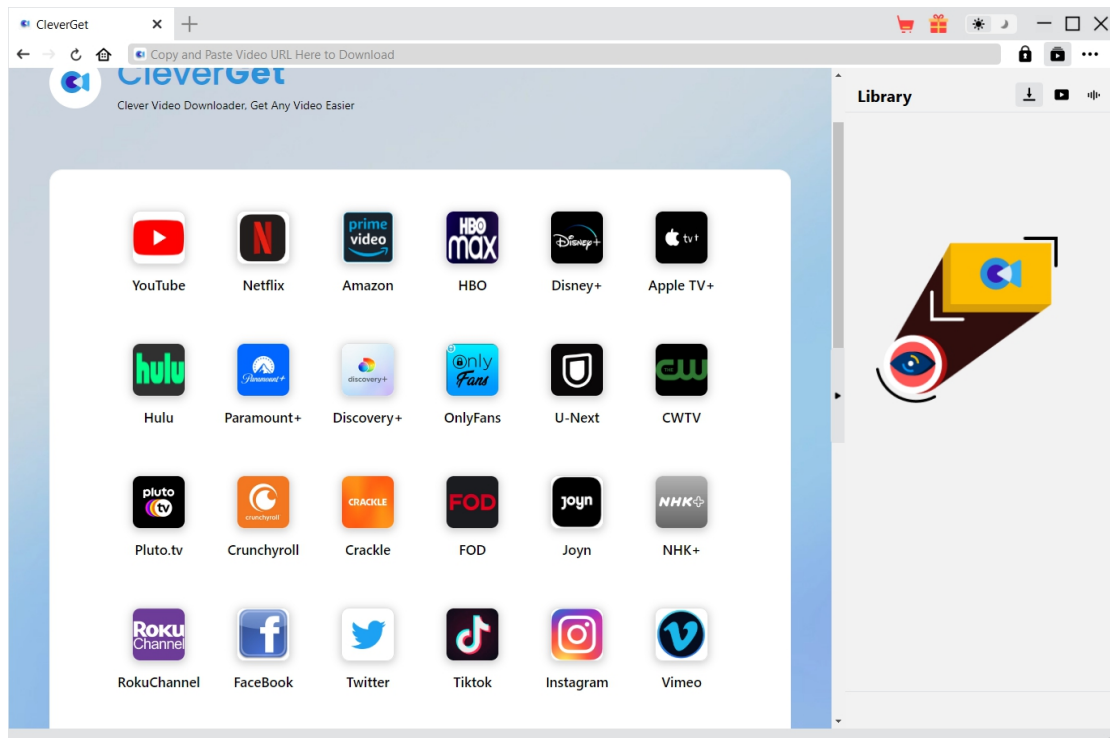 CleverGet
Copy and Paste Video URL Here to Download
CleverGet
Clever Video Downloader, Get Any Video Easier
Library
prime
video
HBO
max
Disney+
tv+
YouTube
Netflix
Amazon
HBO
Disney+
Apple TV+
hulu
Paramount+
discovery+
Only
Fans
THE
CW
Hulu
Paramount+
Discovery+
OnlyFans
U-Next
CWTV
pluto
tv
crunchyroll
CRACKLE
FOD
Joyn
NHK+
Pluto.tv
Crunchyroll
Crackle
FOD
Joyn
NHK+
ROKU
Channel
RokuChannel
FaceBook
Twitter
Tiktok
Instagram
Vimeo